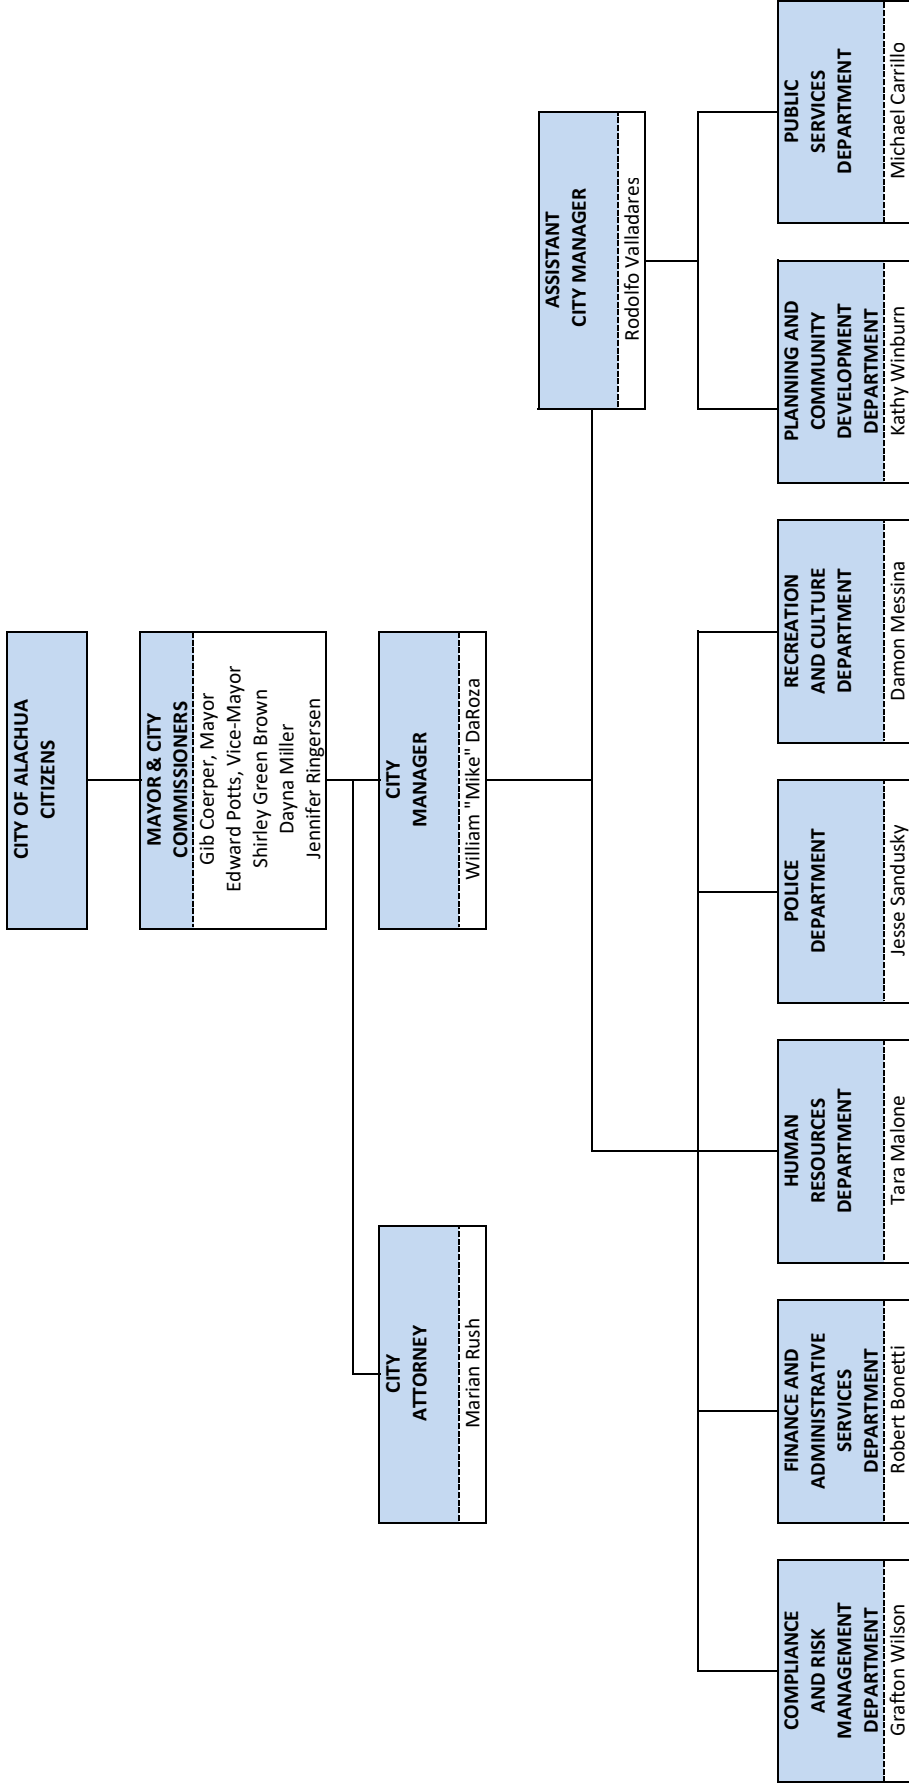 CITY OF ALACHUA
CITIZENS
MAYOR & CITY
COMMISSIONERS
Gib Coerper, Mayor
Edward Potts, Vice-Mayor
Shirley Green Brown
Dayna Miller
Jennifer Ringersen
CITY
ATTORNEY
Marian Rush
CITY
MANAGER
William "Mike" DaRoza
ASSISTANT
CITY MANAGER
Rodolfo Valladares
COMPLIANCE
AND RISK
MANAGEMENT
DEPARTMENT
Grafton Wilson
FINANCE AND
ADMINISTRATIVE
SERVICES
DEPARTMENT
Robert Bonetti
HUMAN
RESOURCES
DEPARTMENT
Tara Malone
POLICE
DEPARTMENT
Jesse Sandusky
RECREATION
AND CULTURE
DEPARTMENT
Damon Messina
PLANNING AND
COMMUNITY
DEVELOPMENT
DEPARTMENT
Kathy Winburn
PUBLIC
SERVICES
DEPARTMENT
Michael Carrillo